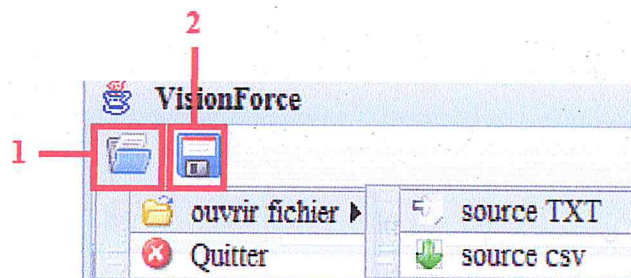 2
VisionForce
1
ouvrir fichier
source TXT
Quitter
source csv